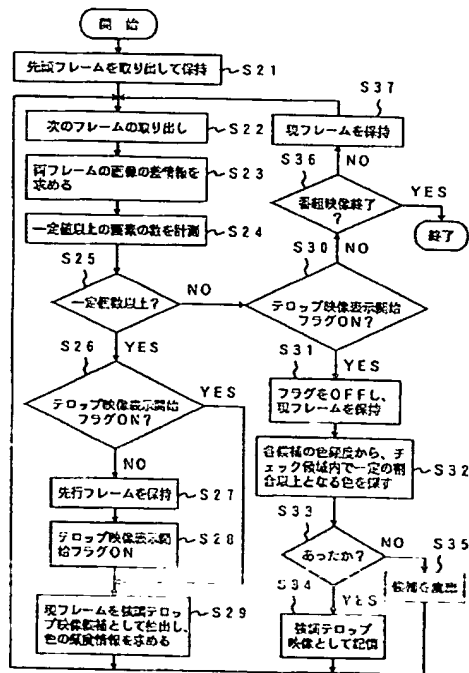 開始
先頭フレームを取り出して保持
S21
次のフレームの取り出し
S22
両フレームの画像の差情報を
求める
S23
一定値以上の要素の数を計測
S24
S25
一定個数以上?
NO
YES
S26
テロップ映像表示開始
フラグON?
YES
NO
先行フレームを保持
S27
テロップ映像表示開
始フラグON
S28
現フレームを強調テロッ
プ映像候補として検出し、
色の頻度情報を求める
S29
S37
現フレームを保持
S36
NO
番組映像終了
?
YES
終了
S30
NO
テロップ映像表示開始
フラグON?
S31
YES
フラグをOFFし、
現フレームを保持
各候補の色頻度から、チェ
ック領域内で一定の割
合以上となる色を探す
S32
S33
あったか?
NO
S35
候補を
S34
YES
強調テロップ
映像として記憶